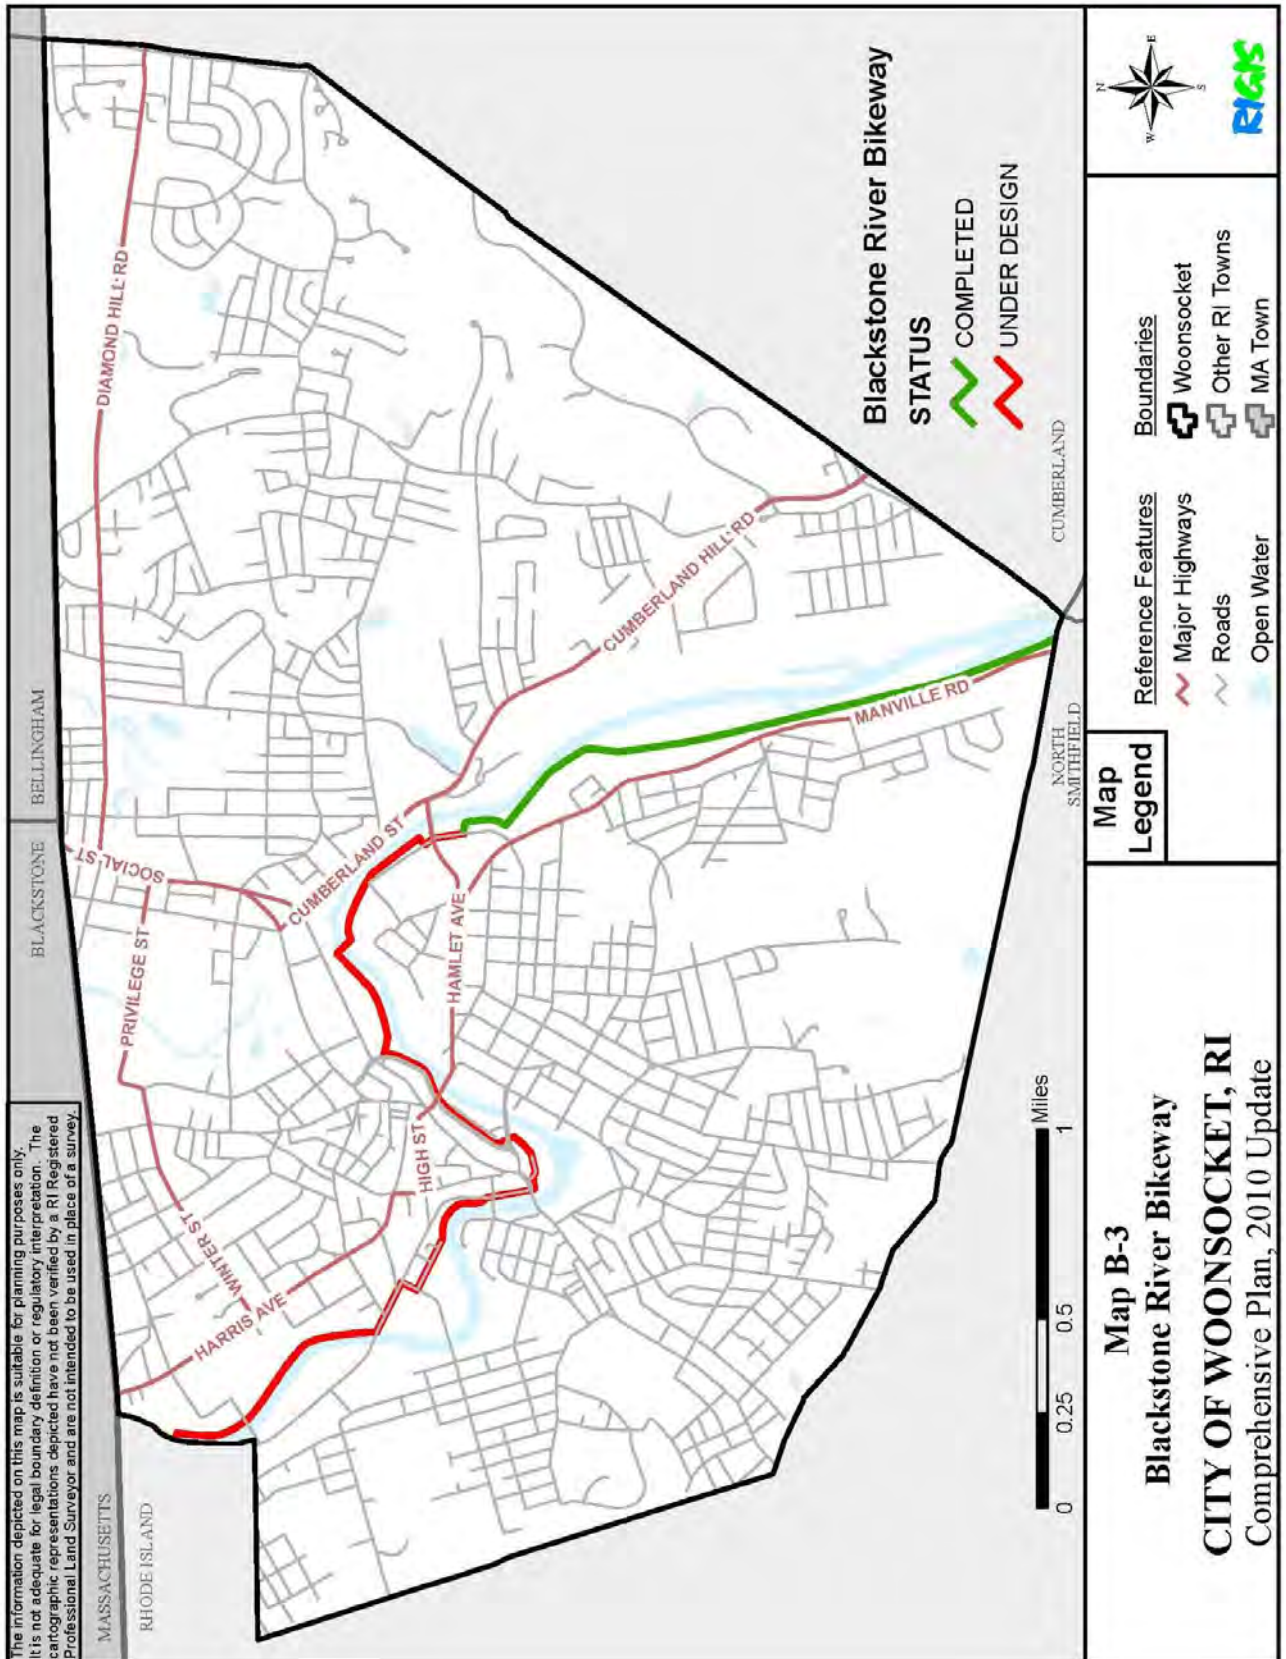 The information depicted on this map is suitable for planning purposes only.
It is not adequate for legal boundary definition or regulatory interpretation. The
cartographic representations depicted have not been verified by a RI Registered
Professional Land Surveyor and are not intended to be used in place of a survey.
MASSACHUSETTS
RHODE ISLAND
BLACKSTONE
BELLINGHAM
DIAMOND HILL RD
SOCIAL ST
PRIVILEGE ST
WINTER ST
HARRIS AVE
HIGH ST
HAMLET AVE
CUMBERLAND ST
CUMBERLAND HILL RD
MANVILLE RD
NORTH
SMITHFIELD
CUMBERLAND
Blackstone River Bikeway
STATUS
COMPLETED
UNDER DESIGN
0 0.25 0.5 1 Miles
Map B-3
Blackstone River Bikeway
CITY OF WOONSOCKET, RI
Comprehensive Plan, 2010 Update
Map
Legend
Reference Features
Major Highways
Roads
Open Water
Boundaries
Woonsocket
Other RI Towns
MA Town
N
W
E
S
RIGIS